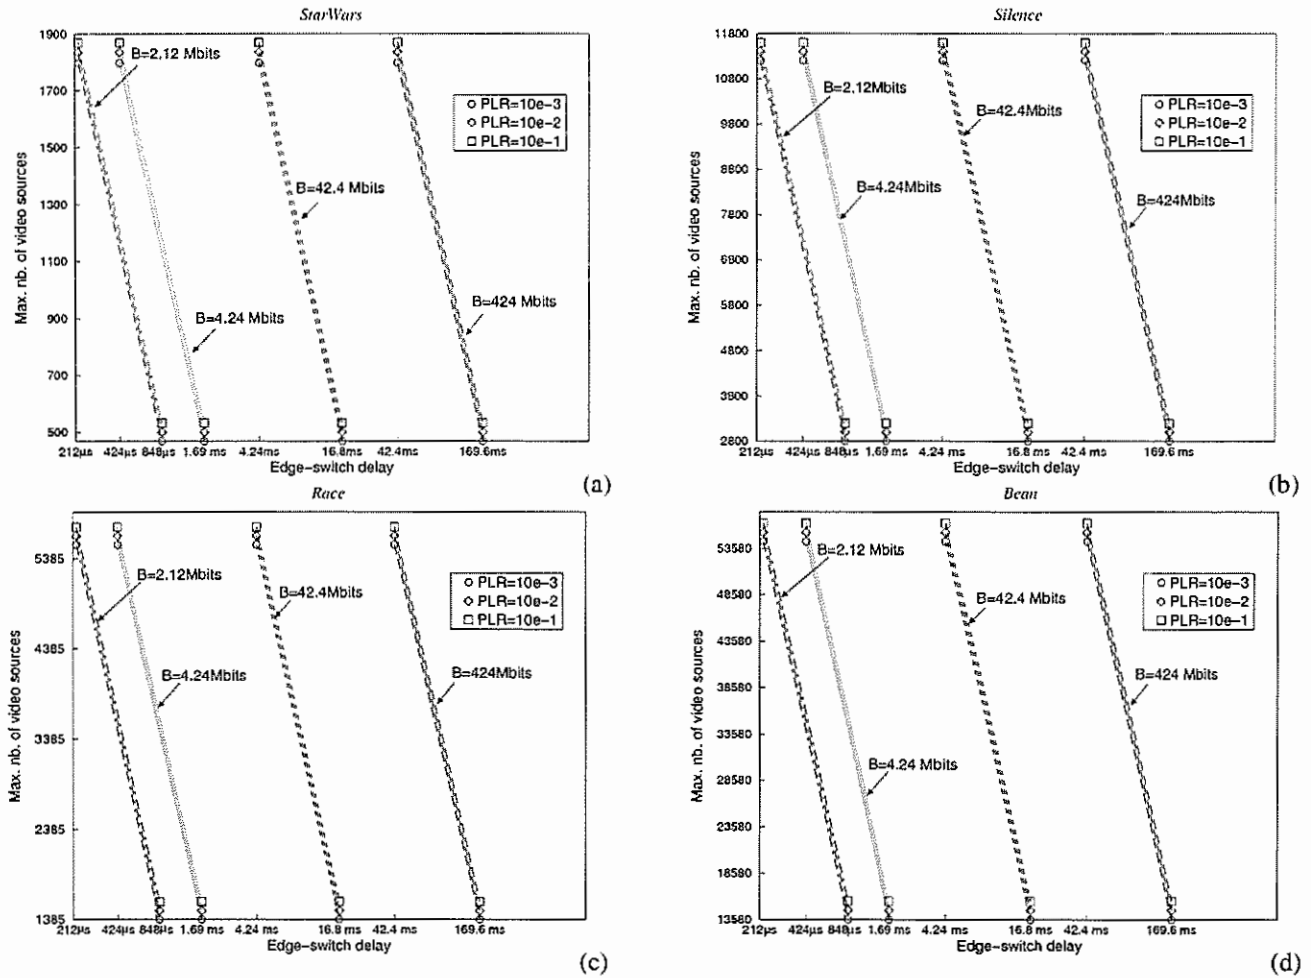 StarWars
1900
1700
1500
1300
1100
900
700
500
Max. nb. of video sources
B=2,12 Mbits
PLR=10e-3
PLR=10e-2
PLR=10e-1
B=42.4 Mbits
B=4.24 Mbits
B=424 Mbits
212µs 424µs 848µs 1.69 ms 4.24ms 16.8ms 42.4ms 169.6ms
Edge-switch delay
(a)
Silence
11800
10800
9800
8800
7800
6800
5800
4800
3800
2800
Max. nb. of video sources
B=2,12Mbits
B=42.4Mbits
PLR=10e-3
PLR=10e-2
PLR=10e-1
B=4.24Mbits
B=424Mbits
212µs 424µs 848µs 1.69 ms 4.24ms 16.8 ms 42.4 ms 169.6ms
Edge-switch delay
(b)
Race
5385
4385
3385
2385
1385
Max. nb. of video sources
B=2.12Mbits
B=42.4Mbits
PLR=10e-3
PLR=10e-2
PLR=10e-1
B=4.24Mbits
B=424Mbits
212µs 424µs 848µs 1.69 ms 4.24 ms 16.8 ms 42.4 ms 169.6 ms
Edge-switch delay
(c)
Bean
53580
48580
43580
38580
33580
28580
23580
18580
13580
Max. nb. of video sources
B=2.12 Mbits
B=42.4 Mbits
PLR=10e-3
PLR=10e-2
PLR=10e-1
B=424 Mbits
B=4.24 Mbits
212µs 424µs 848µs 1.69 ms 4.24 ms 16.8 ms 42.4 ms 169.6 ms
Edge-switch delay
(d)